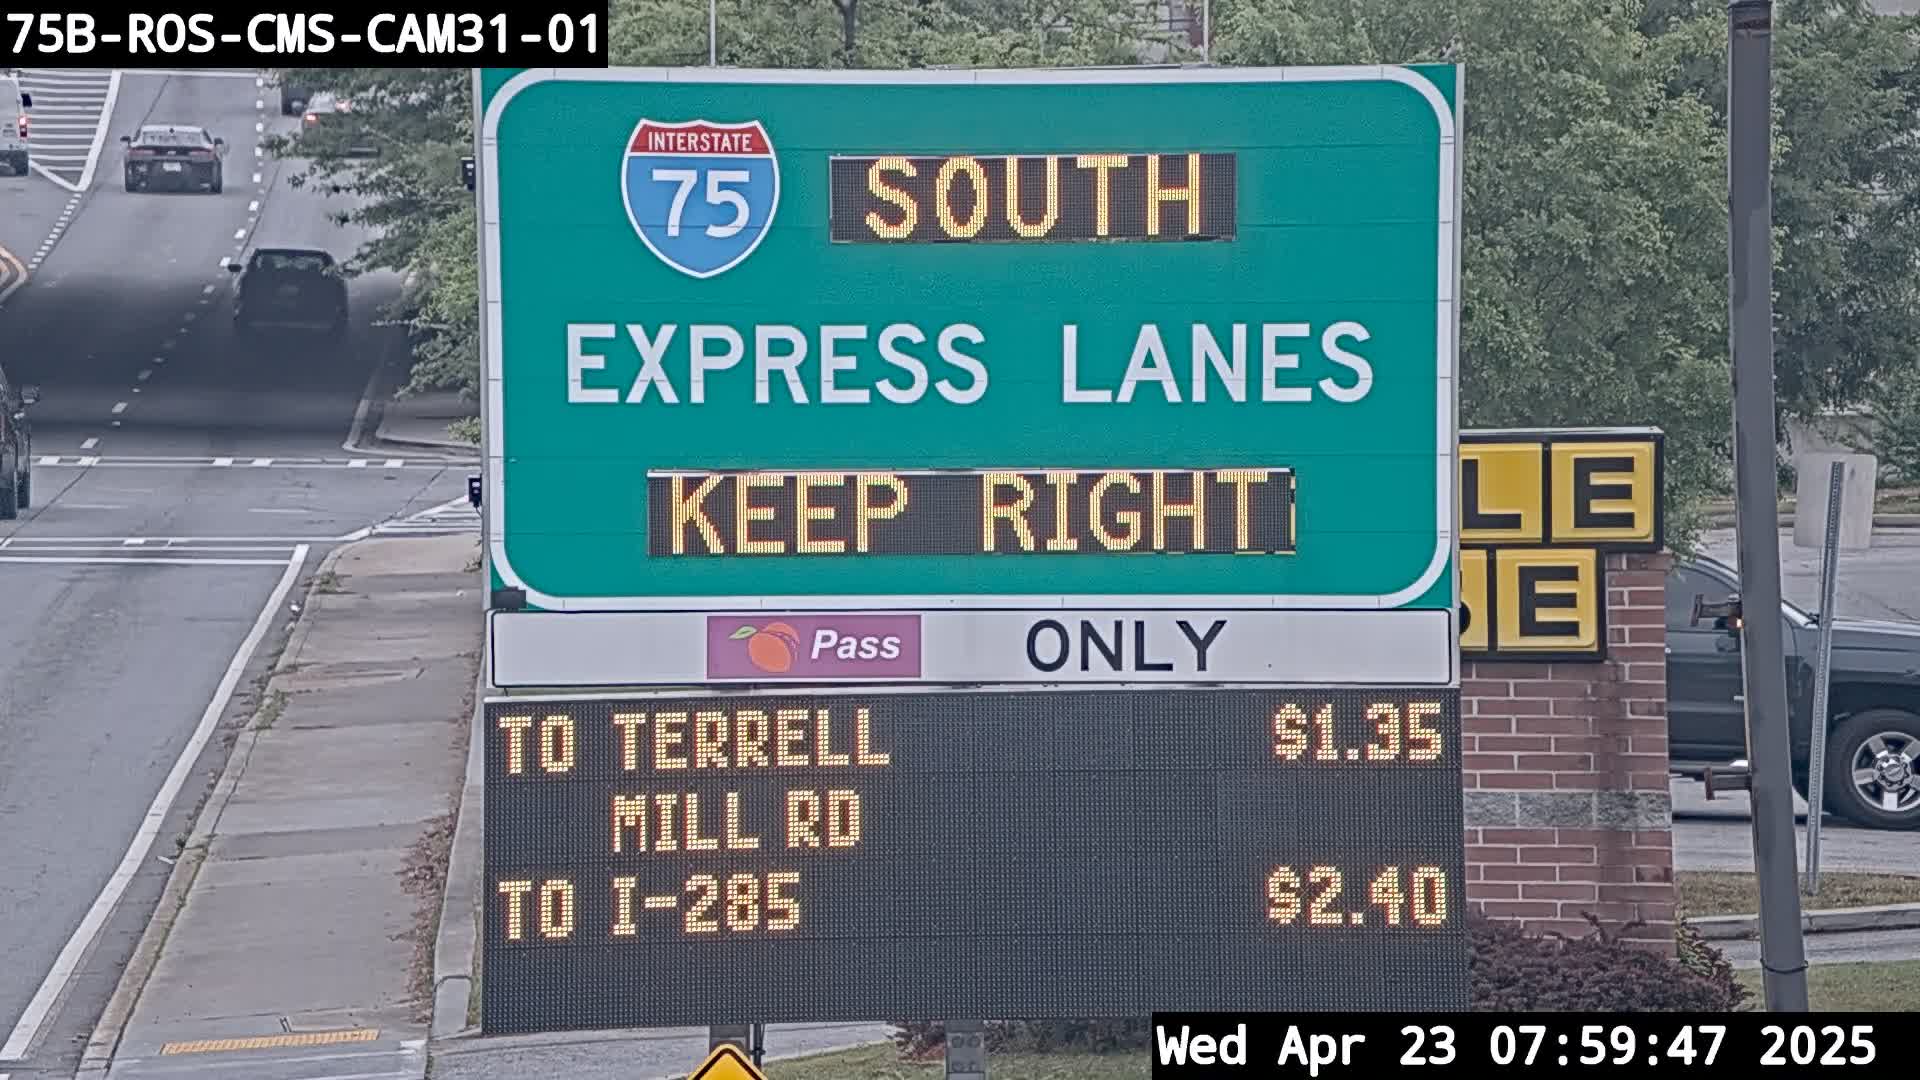 75B-ROS-CMS-CAM31-01
INTERSTATE
75
SOUTH
EXPRESS LANES
KEEP RIGHT
LE
E
Pass ONLY
TO TERRELL $1.35
MILL RD
TO I-285 $2.40
Wed Apr 23 07:59:47 2025